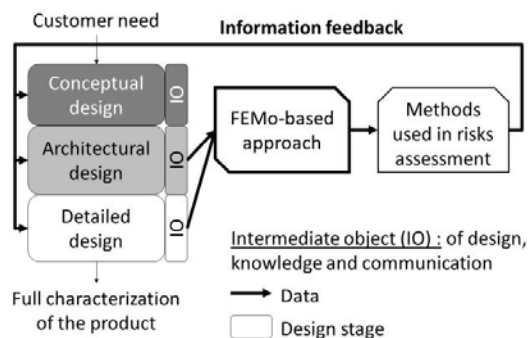 Customer need
Information feedback
Conceptual
design
IO
Architectural
design
IO
Detailed
design
IO
FEMo-based
approach
Methods
used in risks
assessment
Full characterization
of the product
Intermediate object (IO) : of design,
knowledge and communication
Data
Design stage